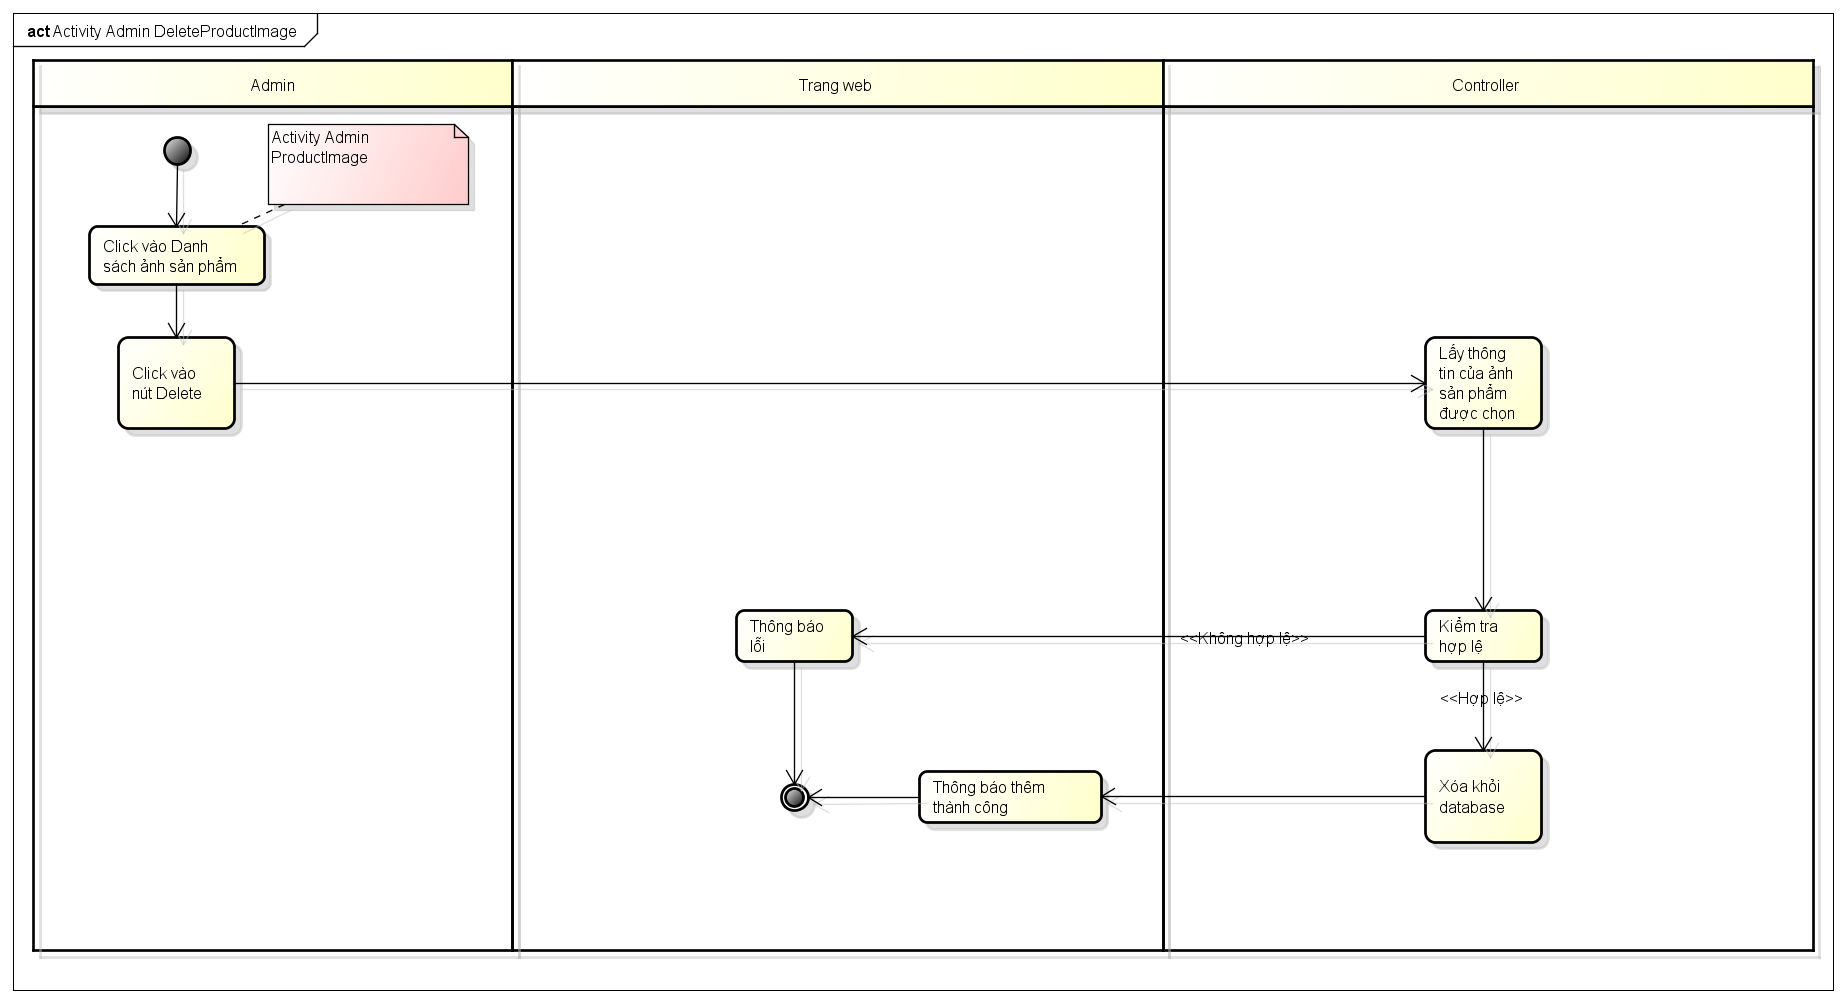 act Activity Admin DeleteProductImage
Admin
Trang web
Controller
Activity Admin
ProductImage
Click vào Danh
sách ảnh sản phẩm
Click vào
nút Delete
Lấy thông
tin của ảnh
sản phẩm
được chọn
Thông báo
lỗi
<<Không hợp lệ>>
Kiểm tra
hợp lệ
<<Hợp lệ>>
Thông báo thêm
thành công
Xóa khỏi
database